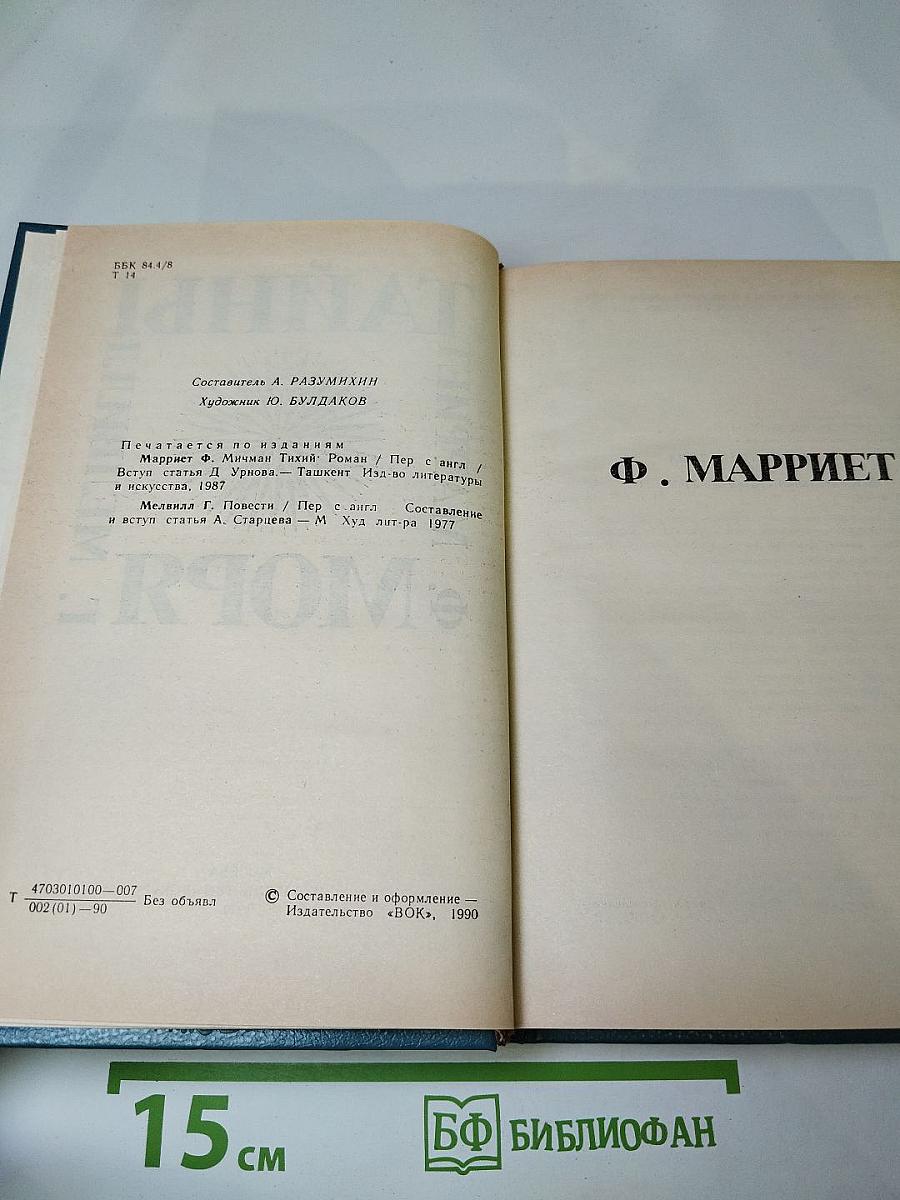 ББК 84.4/8
Т 14
Составитель А. РАЗУМИХИН
Художник Ю. БУЛДАКОВ
Печатается по изданиям
Марриет Ф. Мичман Тихий: Роман / Пер с англ /
Вступ статья Д Урнова.— Ташкент Изд-во литературы
и искусства, 1987
Мелвилл Г. Повести / Пер с англ Составление
и вступ статья А. Старцева — М Худ лит-ра 1977
Т 4703010100—007
002(01)—90 Без объявл
© Составление и оформление —
Издательство «ВОК», 1990
Ф. МАРРИЕТ
ТАЙНЫ
МОРЯ
15 см
БФ БИБЛИОФАН